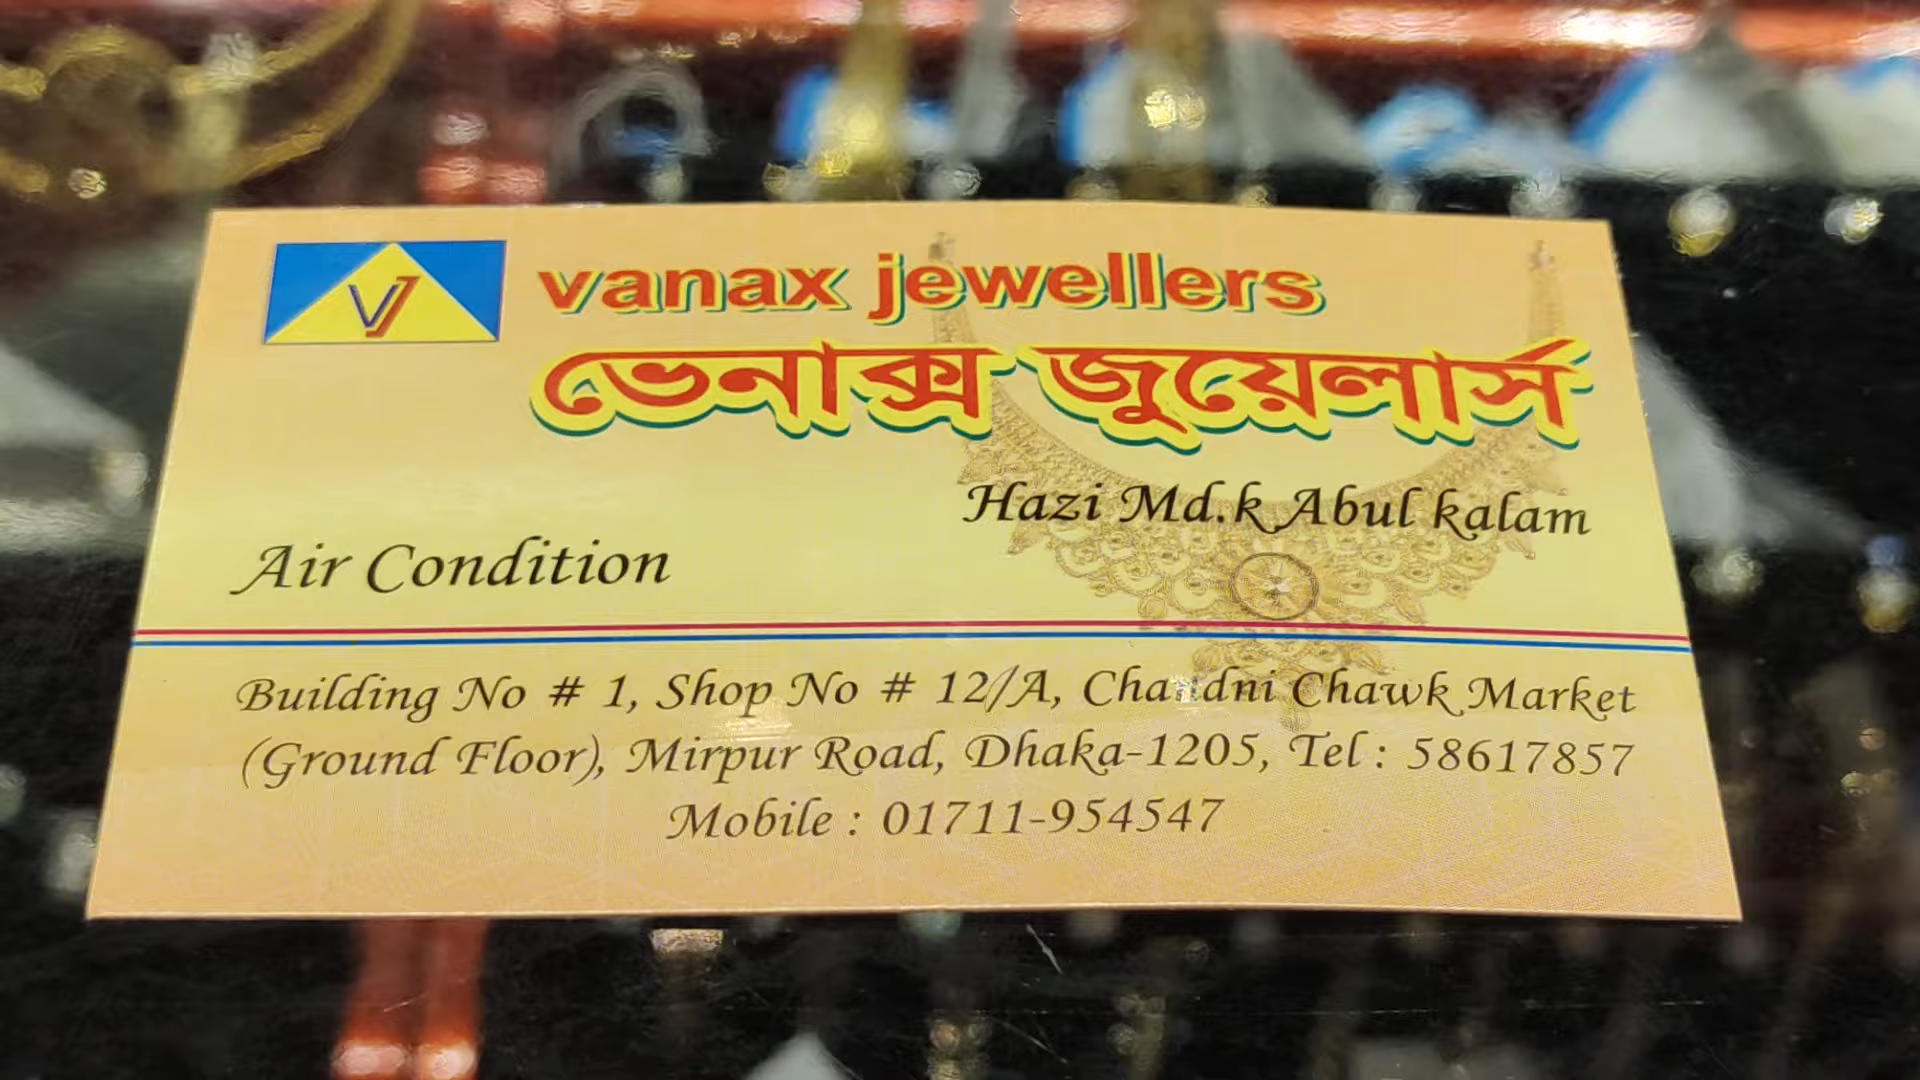 VJ
vanax jewellers
ভেনাক্স জুয়েলার্স
Hazi Md.k Abul kalam
Air Condition
Building No # 1, Shop No # 12/A, Chandni Chawk Market
(Ground Floor), Mirpur Road, Dhaka-1205, Tel : 58617857
Mobile : 01711-954547